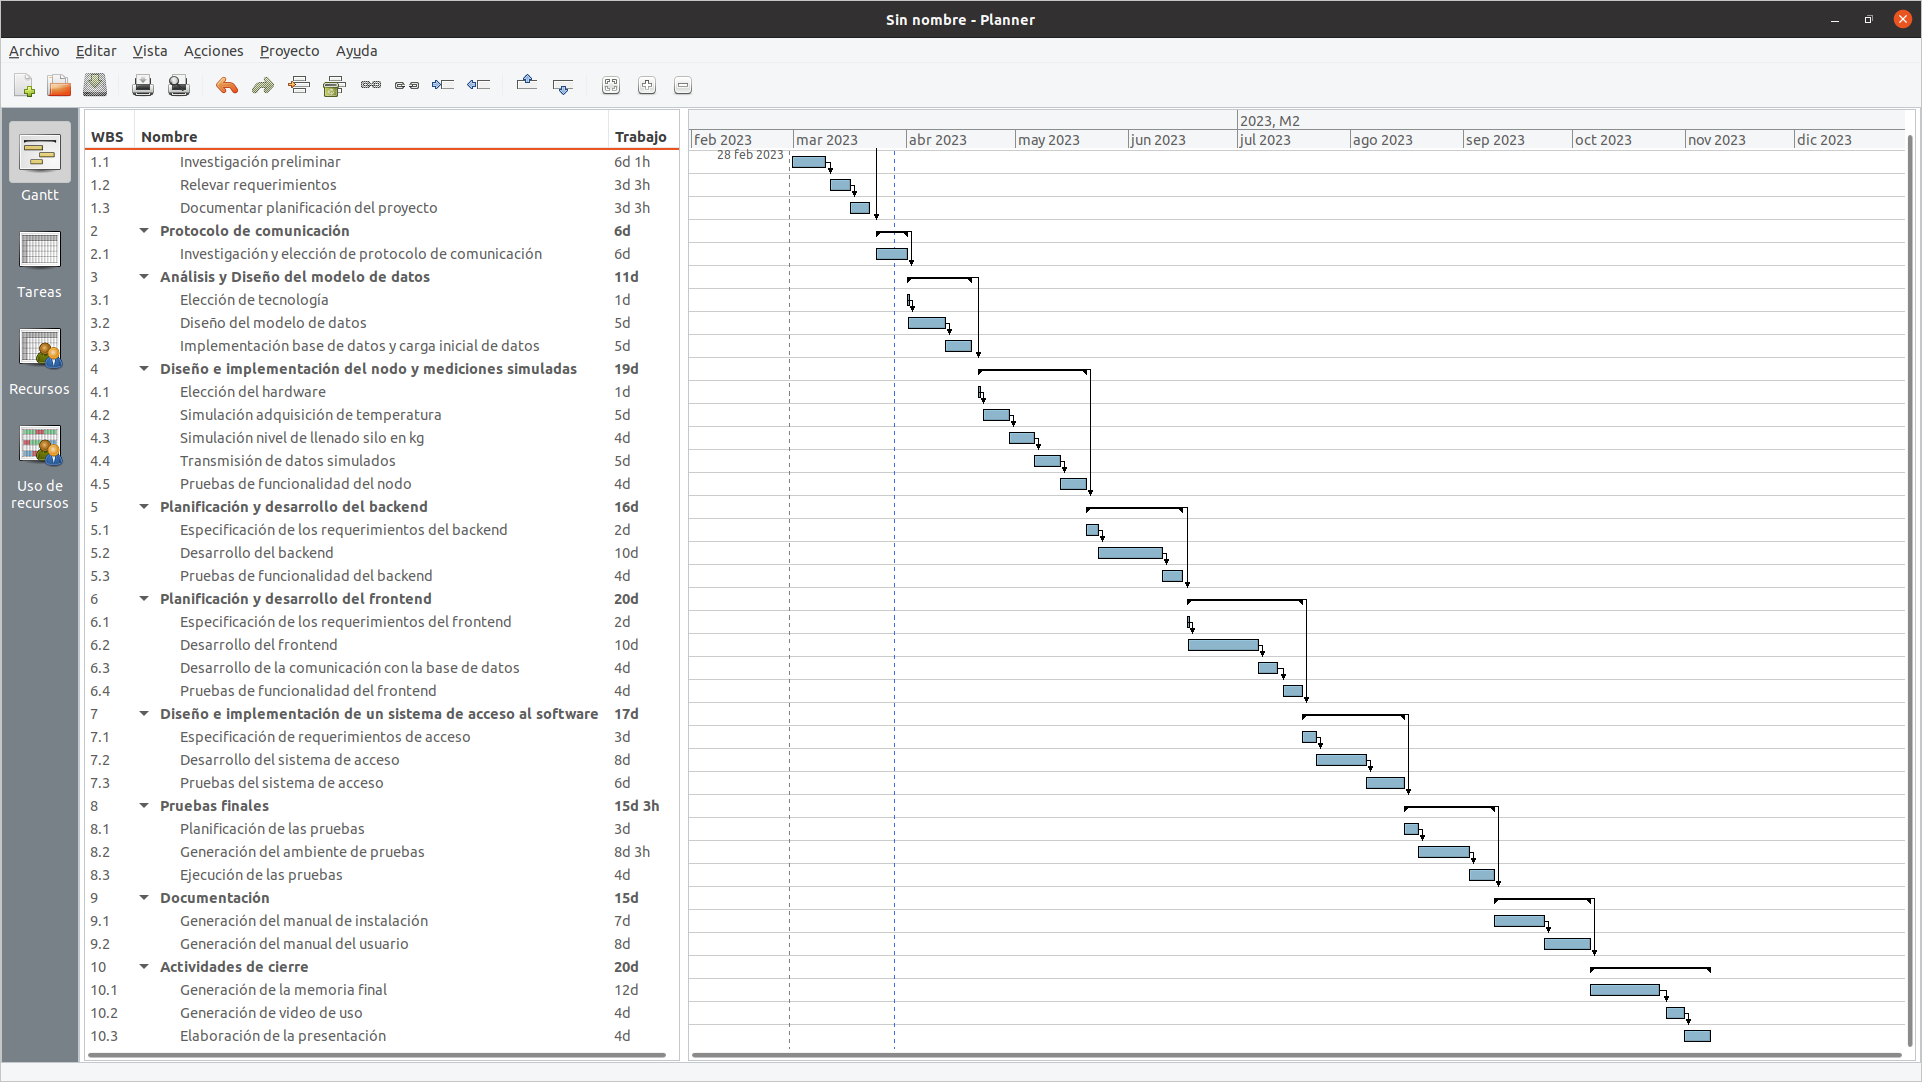 Sin nombre - Planner
Archivo Editar Vista Acciones Proyecto Ayuda
Gantt
Tareas
Recursos
Uso de
recursos
WBS Nombre Trabajo
1.1 Investigación preliminar 6d 1h
1.2 Relevar requerimientos 3d 3h
1.3 Documentar planificación del proyecto 3d 3h
2 Protocolo de comunicación 6d
2.1 Investigación y elección de protocolo de comunicación 6d
3 Análisis y Diseño del modelo de datos 11d
3.1 Elección de tecnología 1d
3.2 Diseño del modelo de datos 5d
3.3 Implementación base de datos y carga inicial de datos 5d
4 Diseño e implementación del nodo y mediciones simuladas 19d
4.1 Elección del hardware 1d
4.2 Simulación adquisición de temperatura 5d
4.3 Simulación nivel de llenado silo en kg 4d
4.4 Transmisión de datos simulados 5d
4.5 Pruebas de funcionalidad del nodo 4d
5 Planificación y desarrollo del backend 16d
5.1 Especificación de los requerimientos del backend 2d
5.2 Desarrollo del backend 10d
5.3 Pruebas de funcionalidad del backend 4d
6 Planificación y desarrollo del frontend 20d
6.1 Especificación de los requerimientos del frontend 2d
6.2 Desarrollo del frontend 10d
6.3 Desarrollo de la comunicación con la base de datos 4d
6.4 Pruebas de funcionalidad del frontend 4d
7 Diseño e implementación de un sistema de acceso al software 17d
7.1 Especificación de requerimientos de acceso 3d
7.2 Desarrollo del sistema de acceso 8d
7.3 Pruebas del sistema de acceso 6d
8 Pruebas finales 15d 3h
8.1 Planificación de las pruebas 3d
8.2 Generación del ambiente de pruebas 8d 3h
8.3 Ejecución de las pruebas 4d
9 Documentación 15d
9.1 Generación del manual de instalación 7d
9.2 Generación del manual del usuario 8d
10 Actividades de cierre 20d
10.1 Generación de la memoria final 12d
10.2 Generación de video de uso 4d
10.3 Elaboración de la presentación 4d
2023, M2
feb 2023 mar 2023 abr 2023 may 2023 jun 2023 jul 2023 ago 2023 sep 2023 oct 2023 nov 2023 dic 2023
28 feb 2023